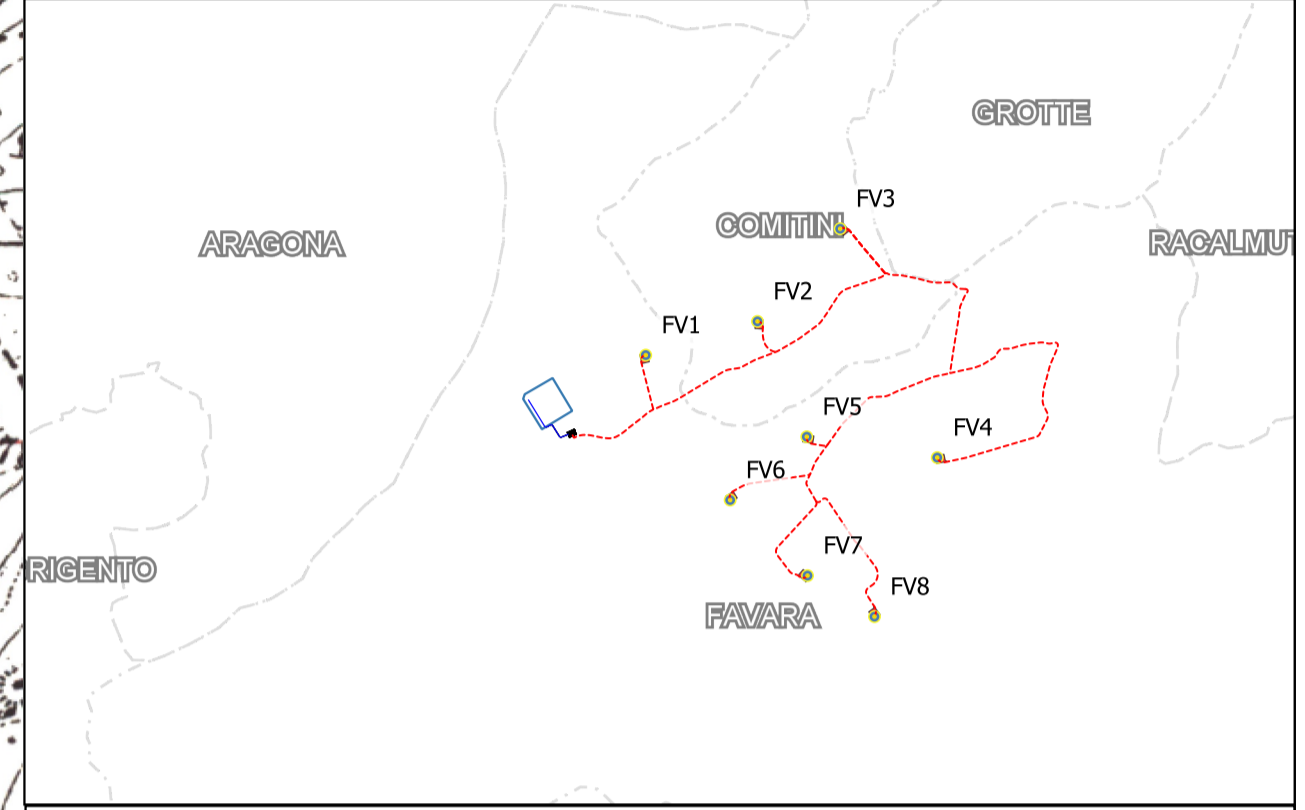 GROTTE
FV3
COMITINI
ARAGONA
RACALMUT
FV2
FV1
FV5
FV4
FV6
FV7
RIGENTO
FV8
FAVARA